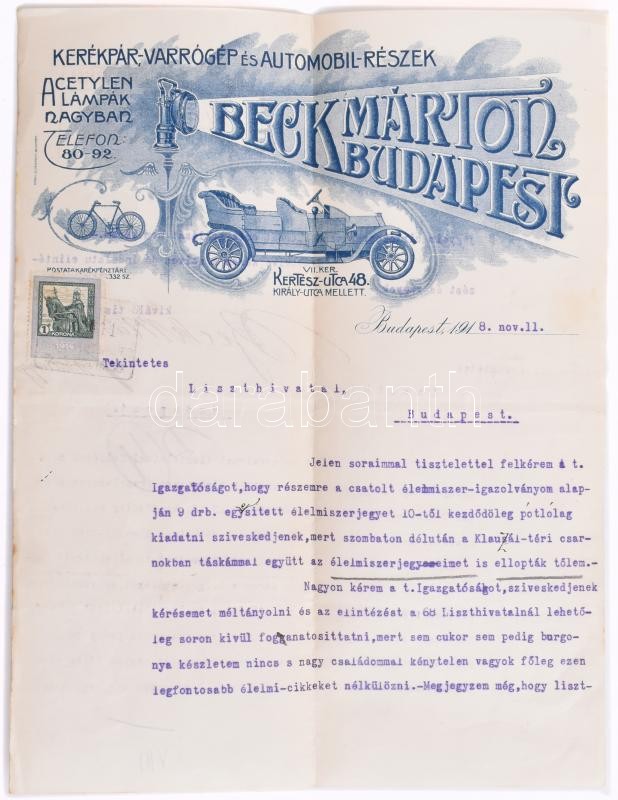 KERÉKPÁR-, VARRÓGÉP ÉS AUTOMOBIL-RÉSZEK
ACETYLEN
LÁMPÁK
NAGYBAN
TELEFON:
80-92.
BECK MÁRTON
BUDAPEST
POSTATAKARÉKPÉNZTÁRI
332 SZ.
VII. KER.
KERTÉSZ-UTCA 48.
KIRÁLY-UTCA MELLETT.
1 KORONA
Budapest, 1918. nov.11.
Tekintetes
Liszthivatal,
Budapest.
Jelen soraimmal tisztelettel felkérem a t.
Igazgatóságot,hogy részemre a csatolt élelmiszer-igazolványom alap-
ján 9 drb. egyesitett élelmiszerjegyet 10-től kezdődőleg pótlólag
kiadatni sziveskedjenek,mert szombaton délután a Klauzál-téri csar-
nokban táskámmal együtt az élelmiszerjegyeimet is ellopták tőlem.-
Nagyon kérem a t.Igazgatóságot,sziveskedjenek
kérésemet méltányolni és az elintézést a 68 Liszthivatalnál lehető-
leg soron kivül foganatosittatni,mert sem cukor sem pedig burgo-
nya készletem nincs s nagy családommal kénytelen vagyok főleg ezen
legfontosabb élelmi-cikkeket nélkülözni.-Megjegyzem még,hogy liszt-
darabanth